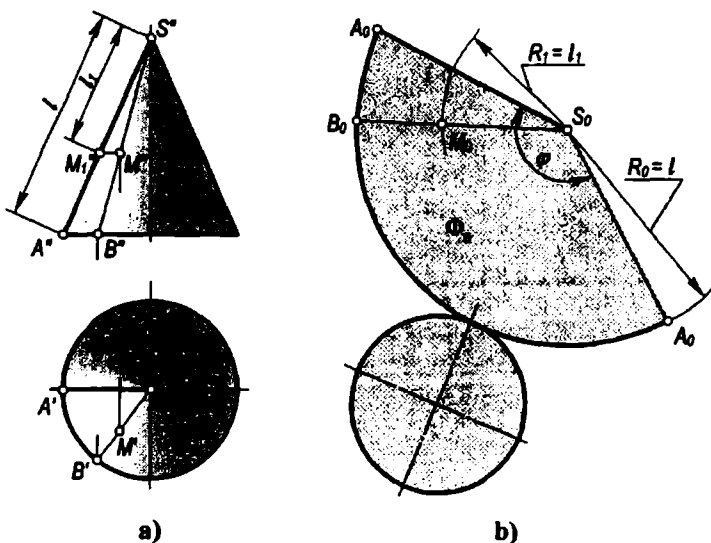 S"
l
l₁
M₁
M"
A"
B"
A'
B'
M'
a)
A₀
R₁ = l₁
B₀
M₀
S₀
φ
R₀ = l
A₀
b)